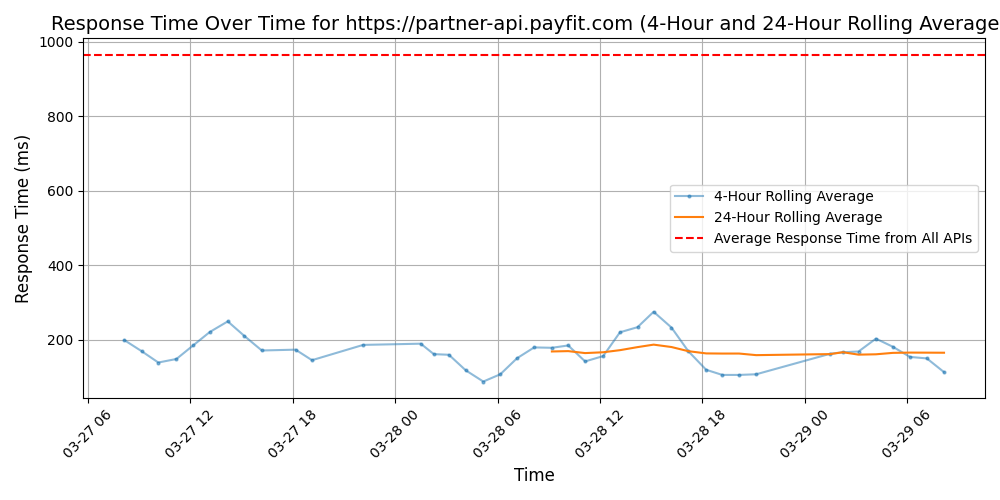 Response Time Over Time for https://partner-api.payfit.com (4-Hour and 24-Hour Rolling Average
Response Time (ms)
1000
800
600
400
200
4-Hour Rolling Average
24-Hour Rolling Average
Average Response Time from All APIs
03-27 06
03-27 12
03-27 18
03-28 00
03-28 06
03-28 12
03-28 18
03-29 00
03-29 06
Time